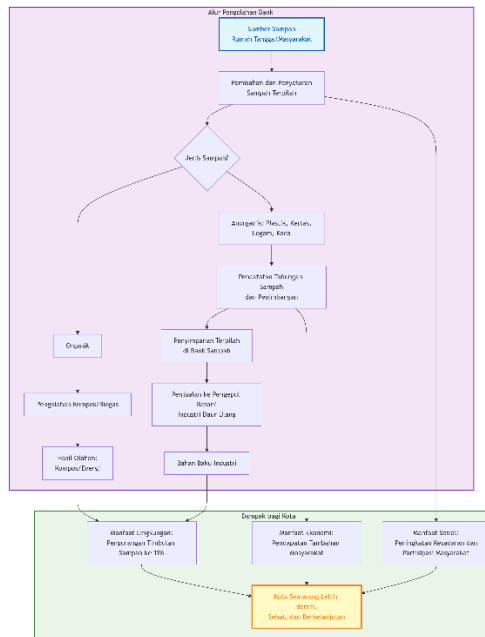 Alur Pengolahan Bank
Sumber Sampah
Rumah Tangga/Masyarakat
Pemisahan dan Penyetoran
Sampah Terpilah
Jenis Sampah?
Anorganik: Plastik, Kertas,
Logam, Kaca
Pencatatan Tabungan
Sampah
dan Penimbangan
Organik
Penyimpanan Terpilah
di Bank Sampah
Pengolahan Kompos/Biogas
Penjualan ke Pengepul
Besar/
Industri Daur Ulang
Hasil Olahan:
Kompos/Energi
Bahan Baku Industri
Dampak bagi Kota
Manfaat Lingkungan:
Pengurangan Timbulan
Sampah ke TPA
Manfaat Ekonomi:
Pendapatan Tambahan
Masyarakat
Manfaat Sosial:
Peningkatan Kesadaran dan
Partisipasi Masyarakat
Kota Semarang Lebih
Bersih,
Sehat, dan Berkelanjutan